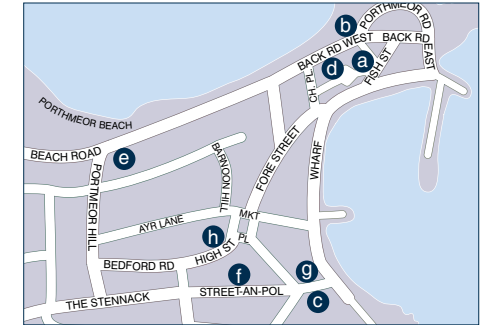 PORTHMEOR RD
b
BACK RD WEST
BACK RD
EAST
a
d
FISH ST
CH. PL.
PORTHMEOR BEACH
BEACH ROAD
e
PORTMEOR HILL
BARNOON HILL
FORE STREET
WHARF
AYR LANE
MKT
PL
h
HIGH ST
BEDFORD RD
g
f
THE STENNACK
STREET-AN-POL
c